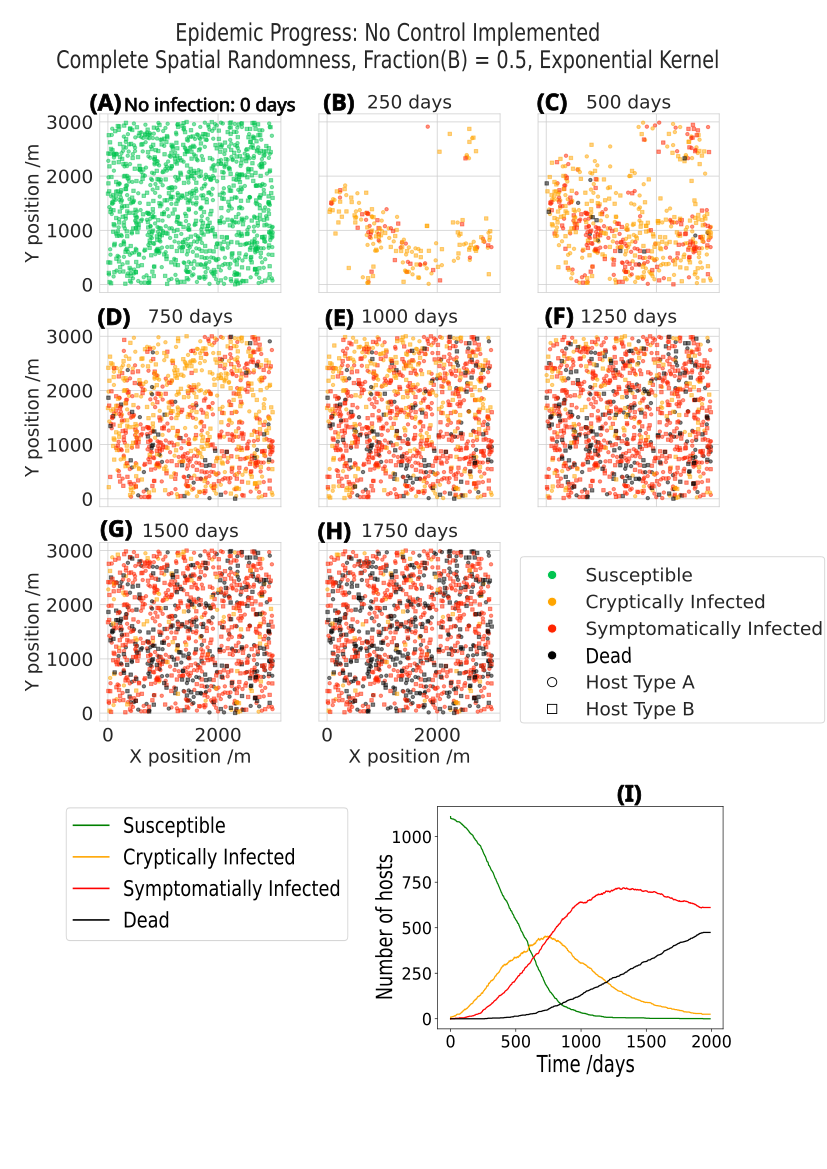 Epidemic Progress: No Control Implemented
Complete Spatial Randomness, Fraction(B) = 0.5, Exponential Kernel
(A) No infection: 0 days
(B) 250 days
(C) 500 days
Y position /m
3000
2000
1000
0
(D) 750 days
(E) 1000 days
(F) 1250 days
Y position /m
3000
2000
1000
0
(G) 1500 days
(H) 1750 days
Y position /m
3000
2000
1000
0
0 2000
X position /m
0 2000
X position /m
Susceptible
Cryptically Infected
Symptomatically Infected
Dead
Host Type A
Host Type B
Susceptible
Cryptically Infected
Symptomatially Infected
Dead
(I)
Number of hosts
1000
750
500
250
0
0 500 1000 1500 2000
Time /days